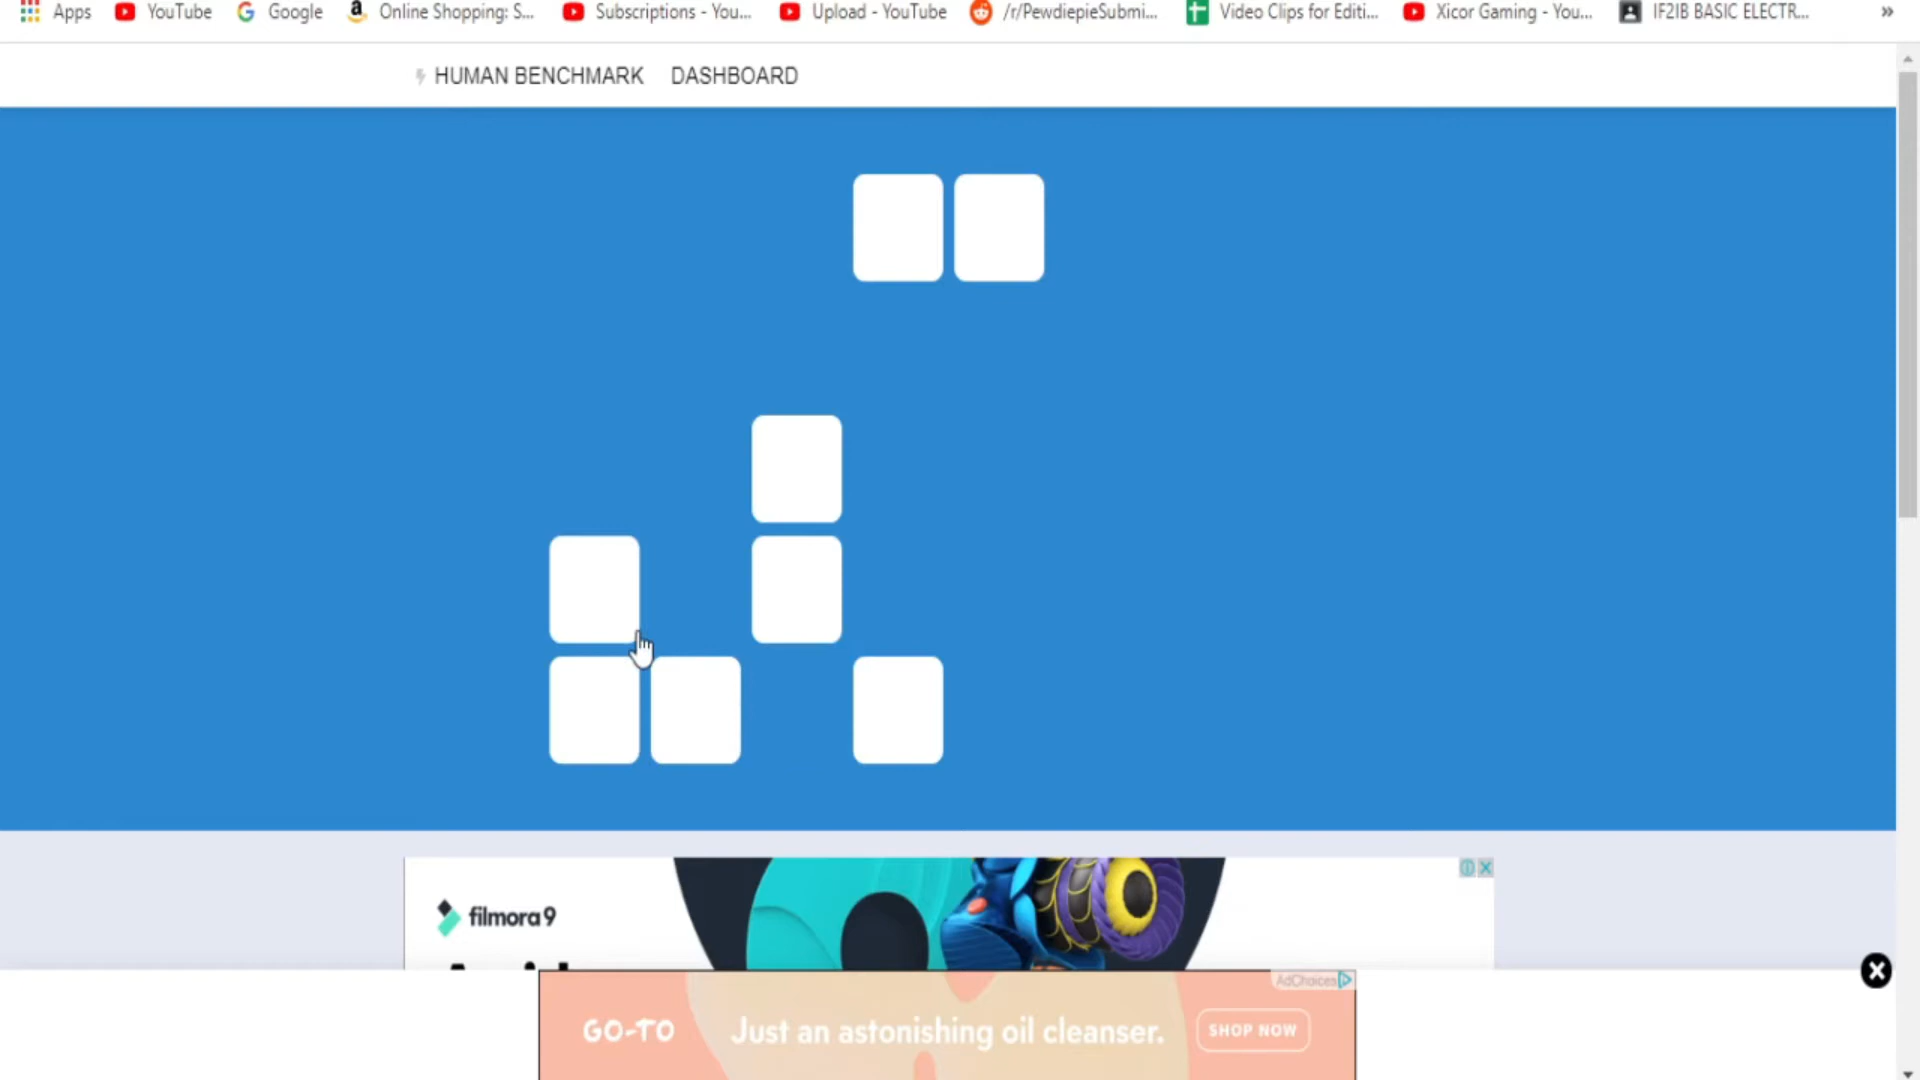 Apps YouTube Google Online Shopping: S... Subscriptions - You... Upload - YouTube /r/PewdiepieSubmi... Video Clips for Editi... Xicor Gaming - You... IF2IB BASIC ELECTR... »
HUMAN BENCHMARK DASHBOARD
filmora9
AdChoices
GO-TO Just an astonishing oil cleanser. SHOP NOW